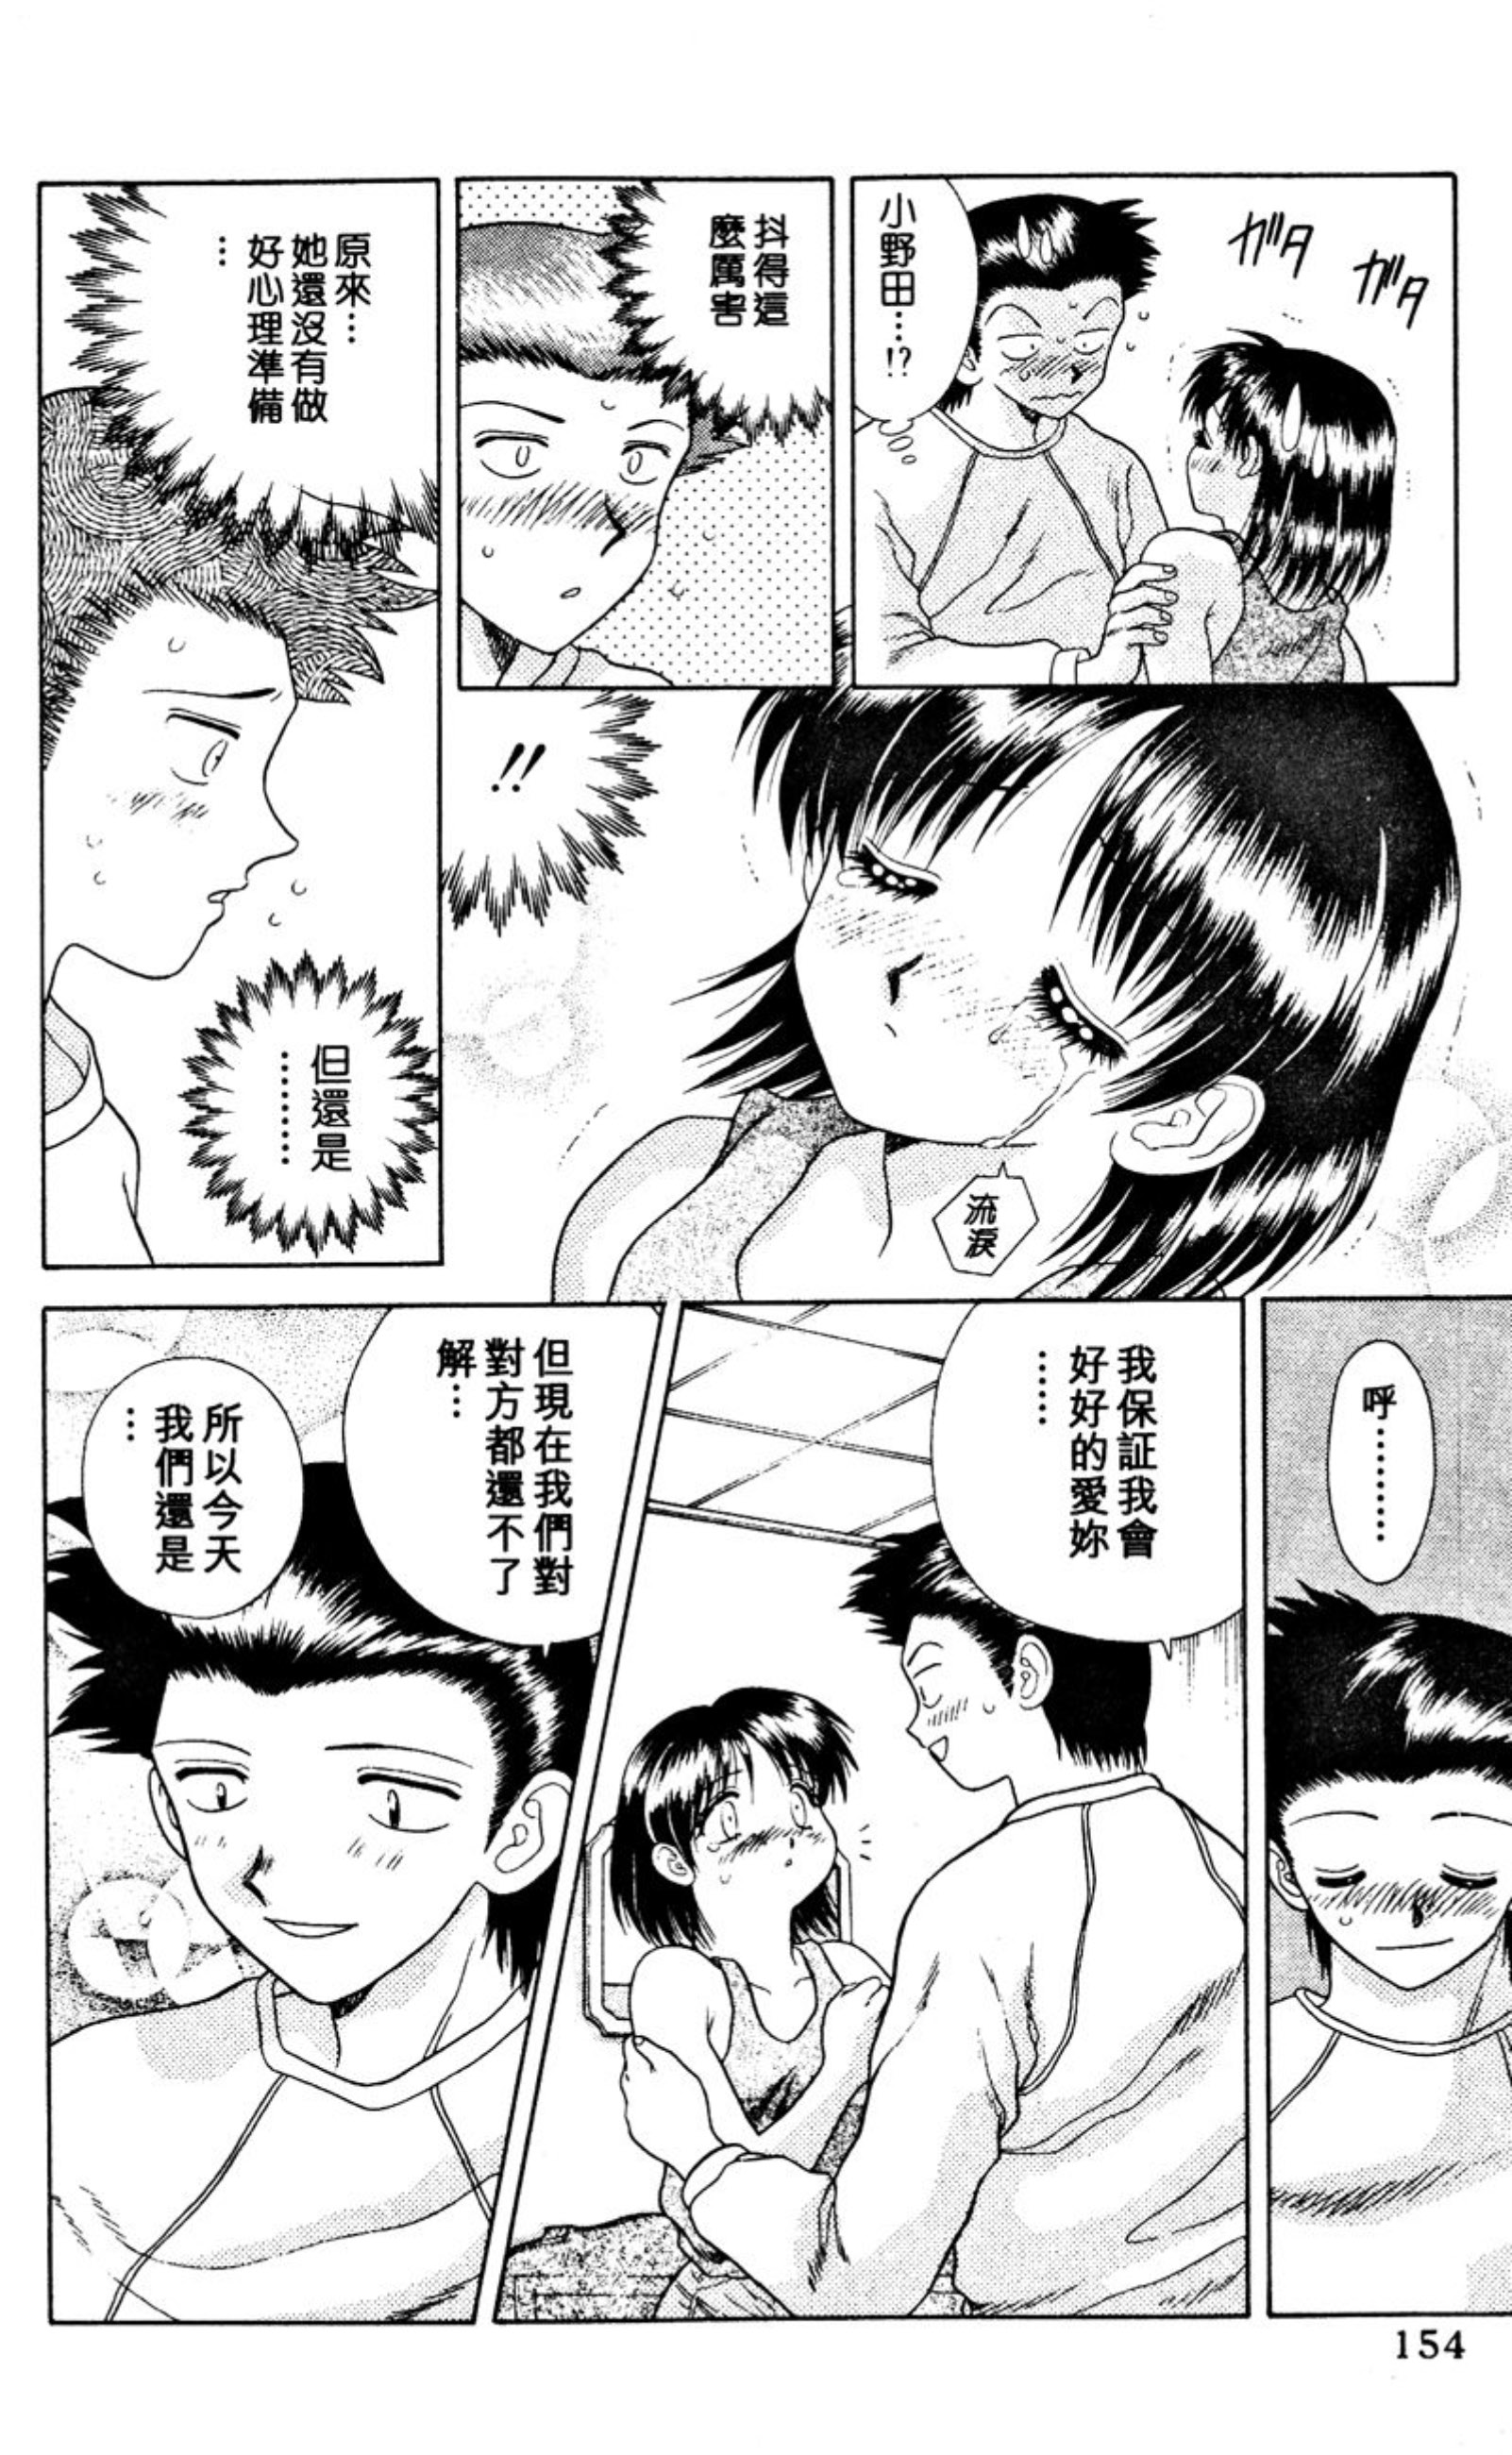 ガタ
ガタ
小野田…!?
抖得這
麼厲害
原來…
她還沒有做
好心理準備
…
!!
流淚
但還是
………
呼………
我保証我會
好好的愛妳
……
但現在我們對
對方都還不了
解…
所以今天
我們還是
…
154